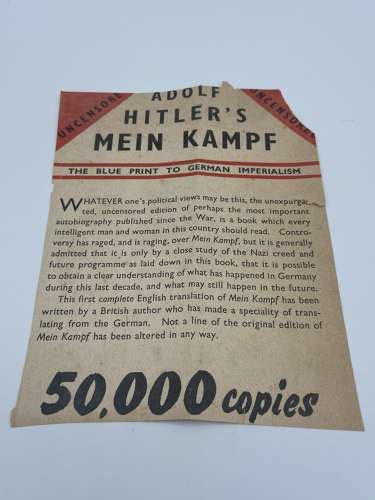 ADOLF
UNCENSORE
UNCENSORED
HITLER'S
MEIN KAMPF
THE BLUE PRINT TO GERMAN IMPERIALISM
WHATEVER one's political views may be this, the unexpurga-
ted, uncensored edition of perhaps the most important
autobiography published since the War, is a book which every
intelligent man and woman in this country should read. Contro-
versy has raged, and is raging, over Mein Kampf, but it is generally
admitted that it is only by a close study of the Nazi creed and
future programme as laid down in this book, that it is possible
to obtain a clear understanding of what has happened in Germany
during this last decade, and what may still happen in the future.
This first complete English translation of Mein Kampf has been
written by a British author who has made a speciality of trans-
lating from the German. Not a line of the original edition of
Mein Kampf has been altered in any way.
50,000 copies